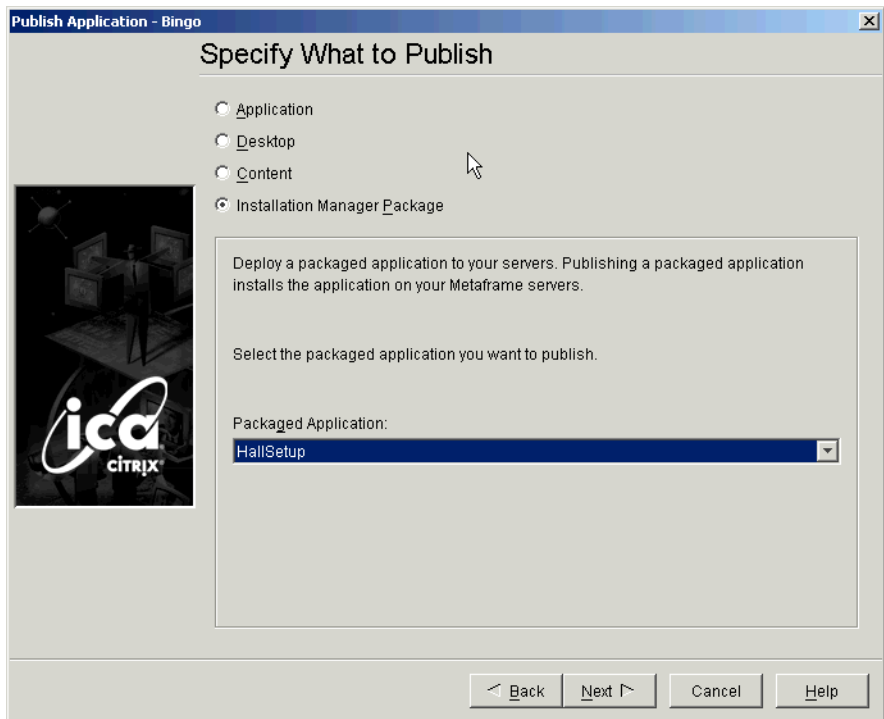 Publish Application - Bingo
Specify What to Publish
Application
Desktop
Content
Installation Manager Package
Deploy a packaged application to your servers. Publishing a packaged application
installs the application on your Metaframe servers.
Select the packaged application you want to publish.
Packaged Application:
HallSetup
ica
CITRIX
Back
Next
Cancel
Help